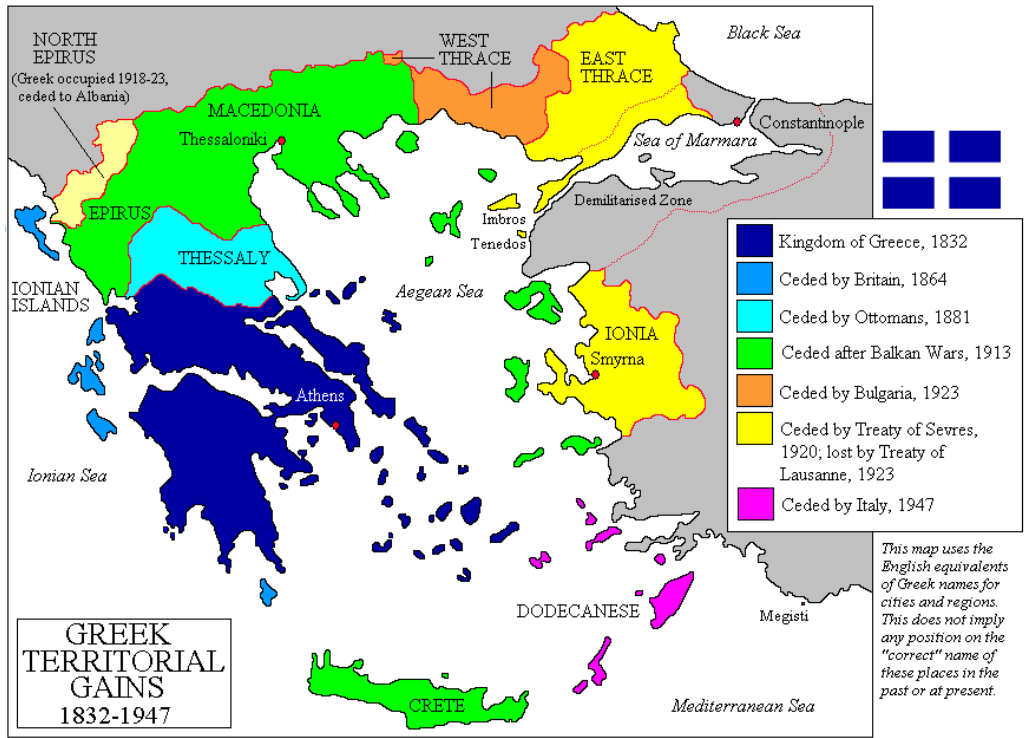 Black Sea
NORTH
EPIRUS
(Greek occupied 1918-23,
ceded to Albania)
WEST
THRACE
EAST
THRACE
MACEDONIA
Thessaloniki
Constantinople
Sea of Marmara
Demilitarised Zone
Imbros
Tenedos
EPIRUS
THESSALY
IONIAN
ISLANDS
Aegean Sea
IONIA
Smyrna
Athens
Ionian Sea
DODECANESE
Megisti
CRETE
Mediterranean Sea
Kingdom of Greece, 1832
Ceded by Britain, 1864
Ceded by Ottomans, 1881
Ceded after Balkan Wars, 1913
Ceded by Bulgaria, 1923
Ceded by Treaty of Sevres,
1920; lost by Treaty of
Lausanne, 1923
Ceded by Italy, 1947
This map uses the
English equivalents
of Greek names for
cities and regions.
This does not imply
any position on the
"correct" name of
these places in the
past or at present.
GREEK
TERRITORIAL
GAINS
1832-1947